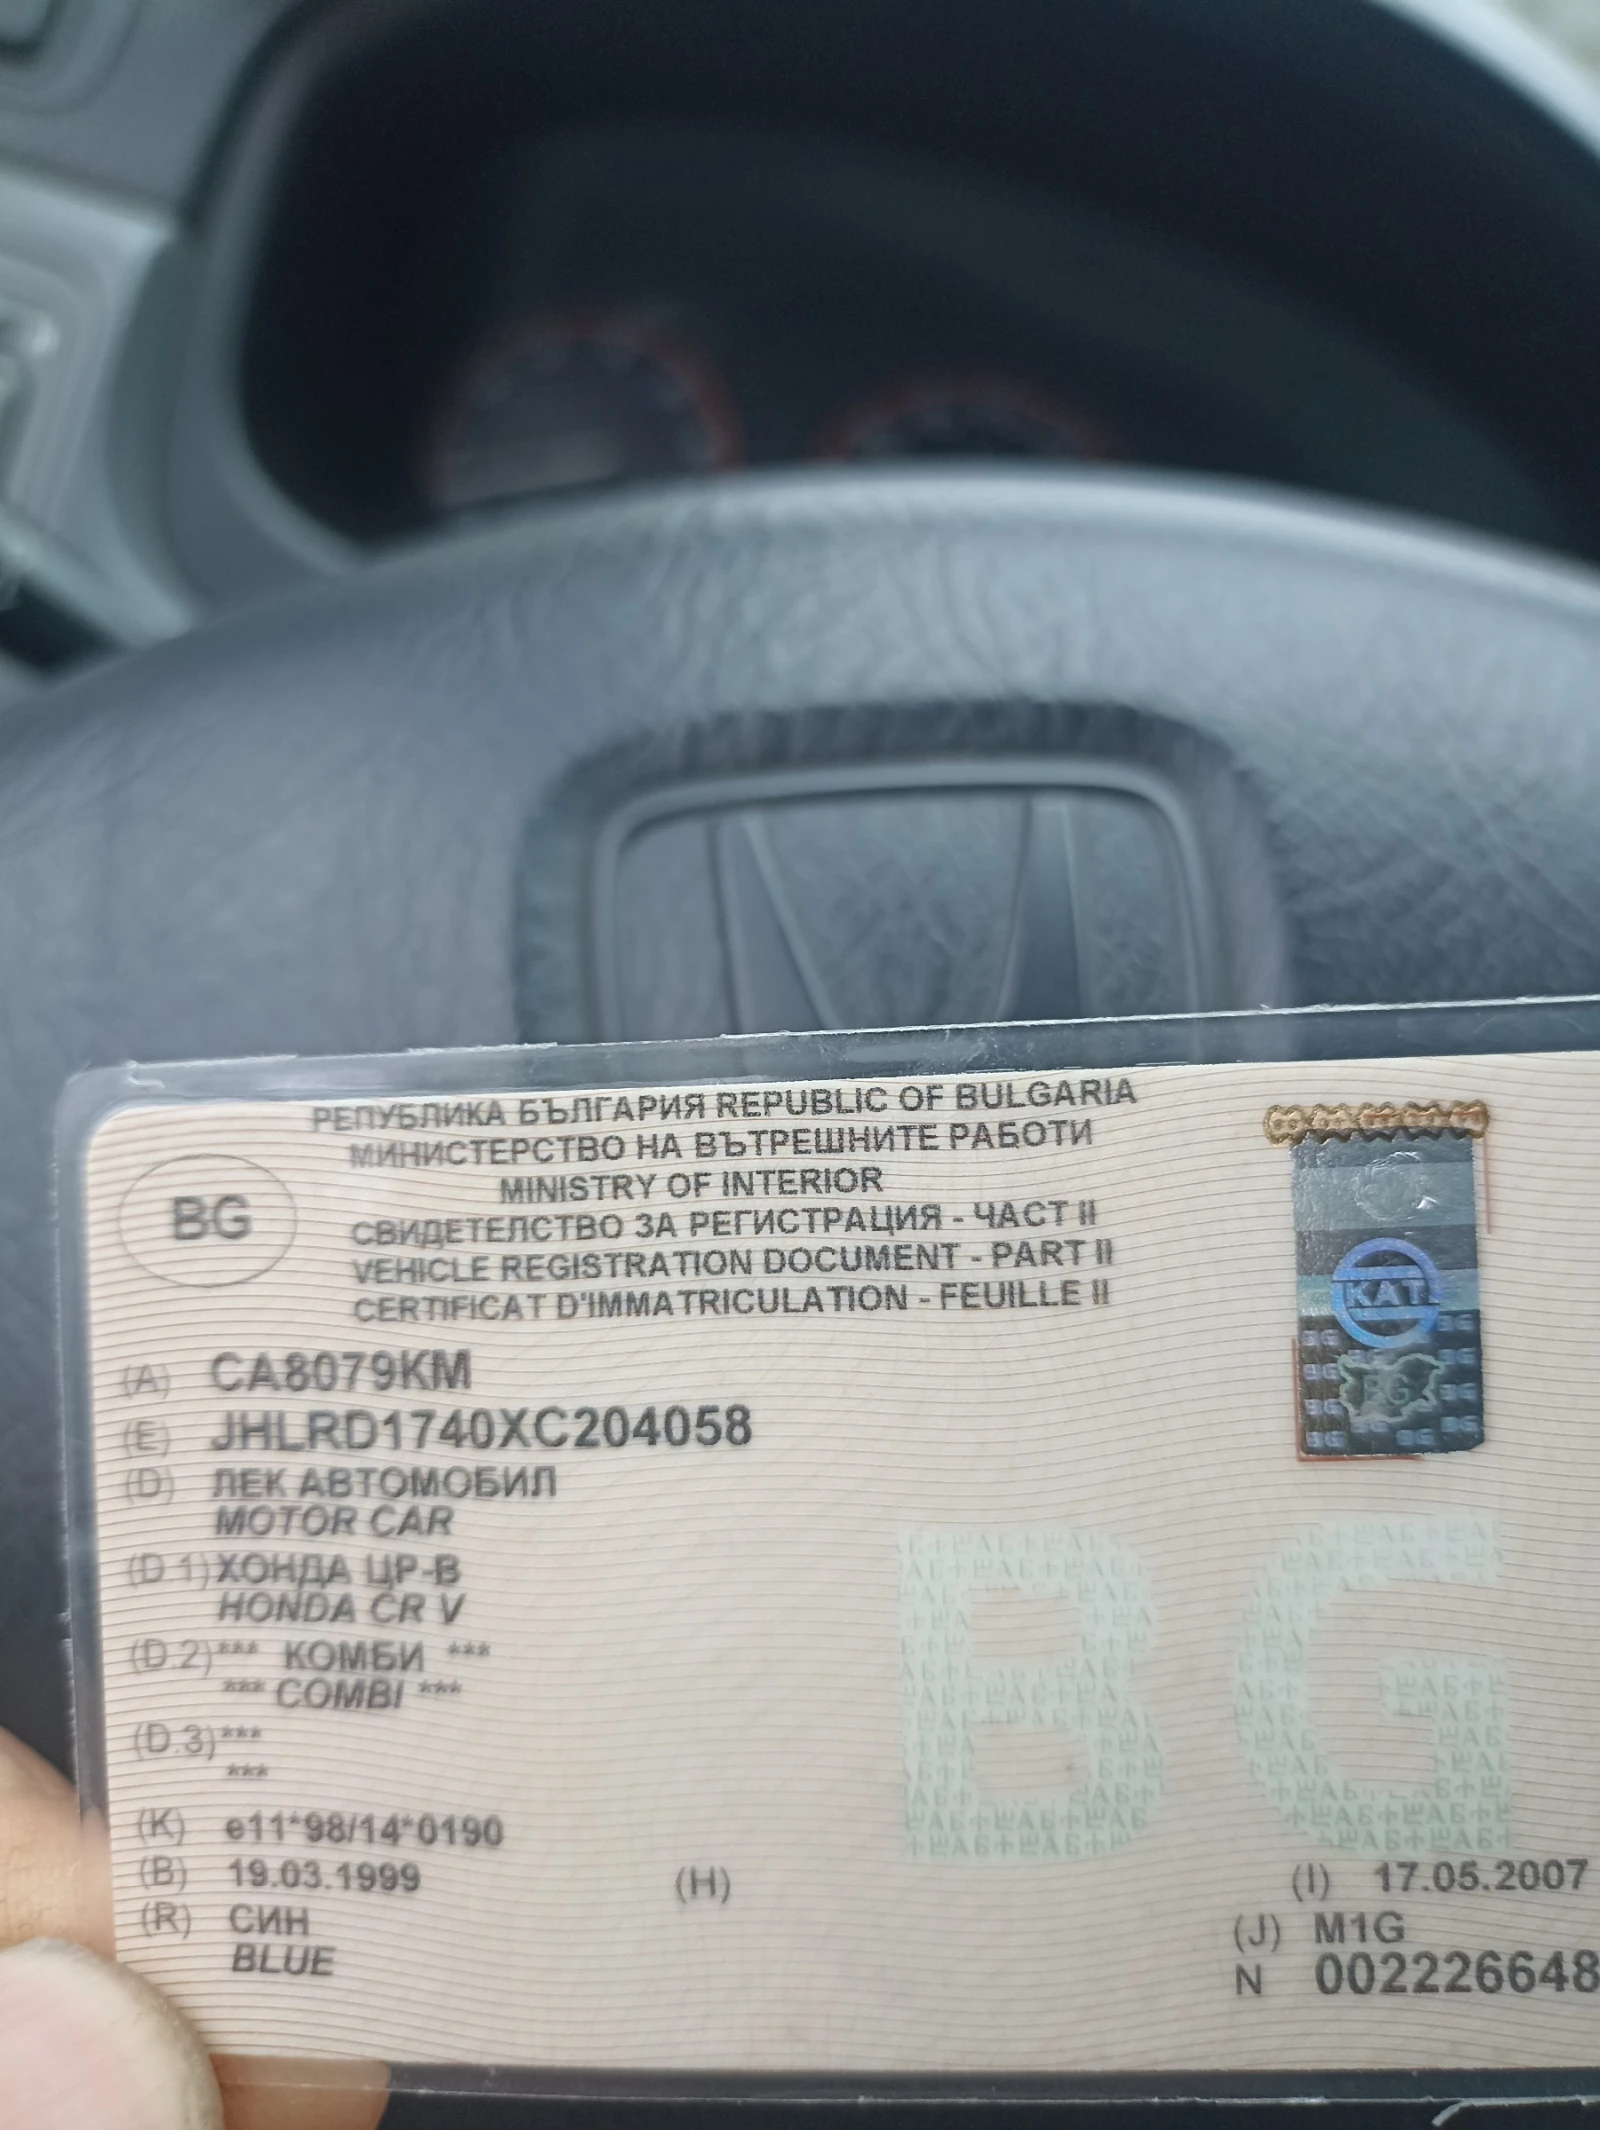 РЕПУБЛИКА БЪЛГАРИЯ REPUBLIC OF BULGARIA
МИНИСТЕРСТВО НА ВЪТРЕШНИТЕ РАБОТИ
MINISTRY OF INTERIOR
BG
СВИДЕТЕЛСТВО ЗА РЕГИСТРАЦИЯ - ЧАСТ II
VEHICLE REGISTRATION DOCUMENT - PART II
CERTIFICAT D'IMMATRICULATION - FEUILLE II
KAT
BG
(A) CA8079KM
(E) JHLRD1740XC204058
(D) ЛЕК АВТОМОБИЛ
MOTOR CAR
(D.1) ХОНДА ЦР-В
HONDA CR V
(D.2) *** КОМБИ ***
*** COMBI ***
(D.3) ***
***
BG
(K) e11*98/14*0190
(B) 19.03.1999 (H) (I) 17.05.2007
(R) СИН (J) M1G
BLUE N 002226648